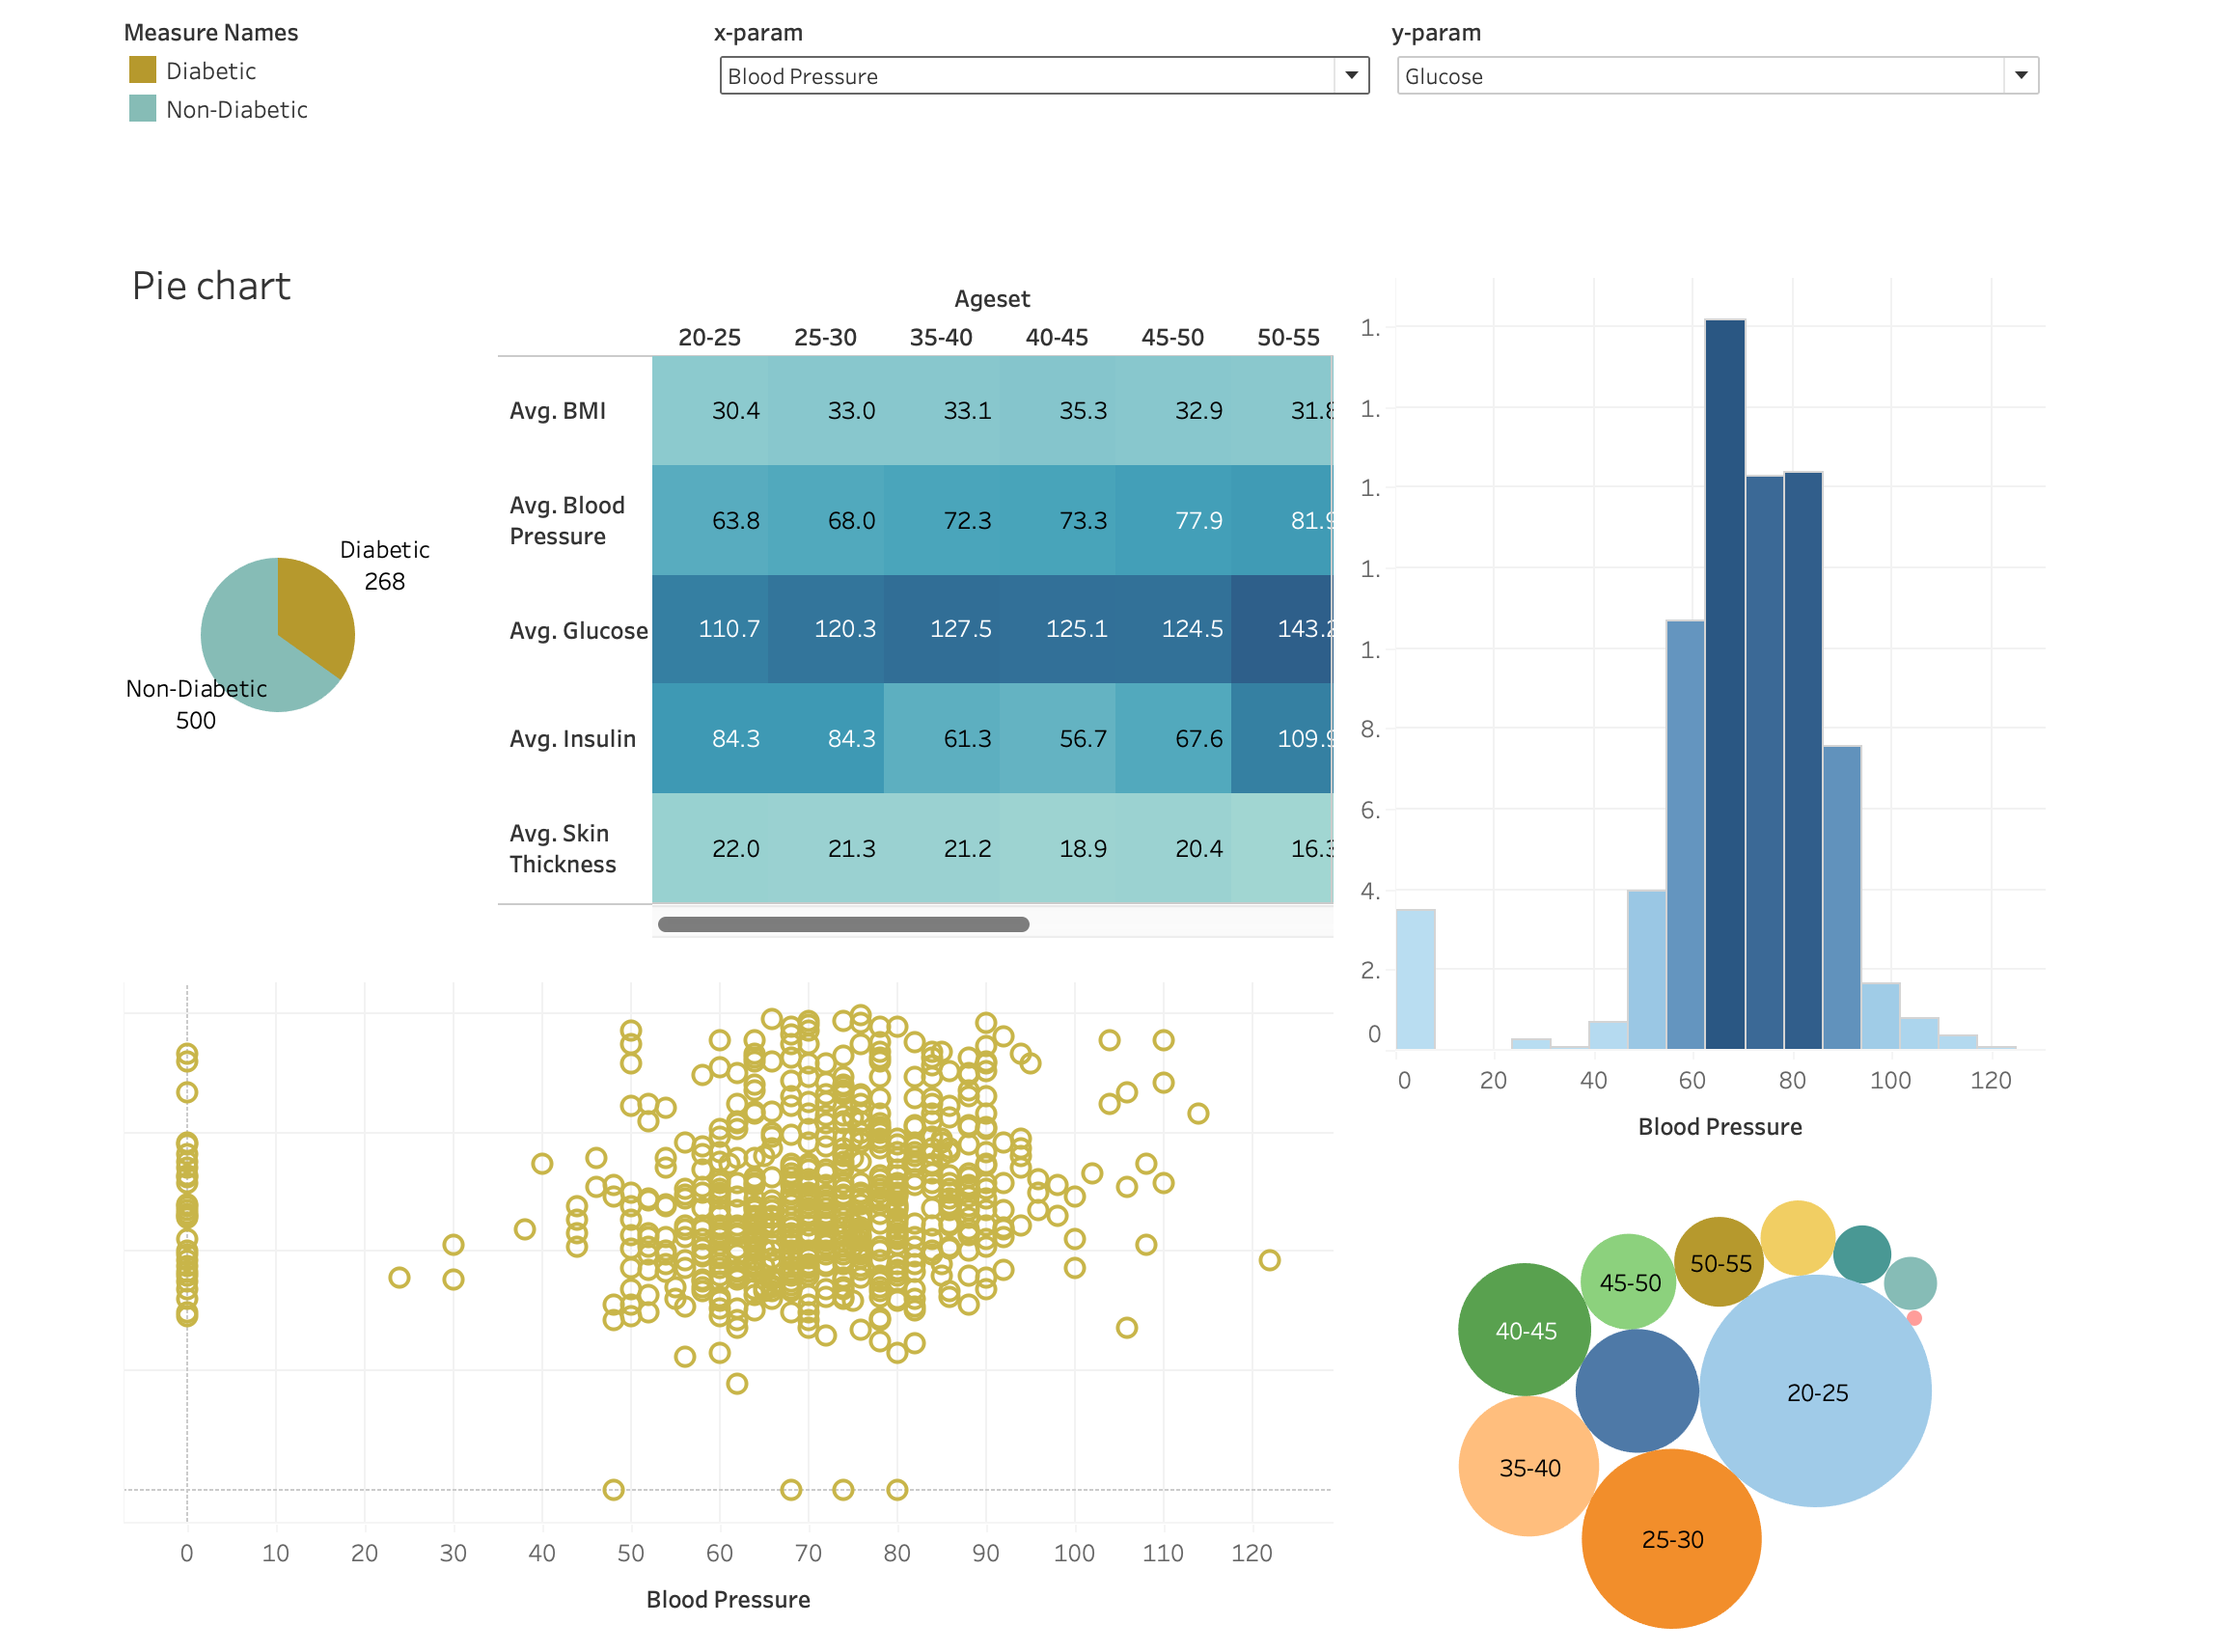 Measure Names
Diabetic
Non-Diabetic
x-param
Blood Pressure
y-param
Glucose
Pie chart
Diabetic
268
Non-Diabetic
500
Ageset
20-25 25-30 35-40 40-45 45-50 50-55
Avg. BMI 30.4 33.0 33.1 35.3 32.9 31.8
Avg. Blood
Pressure 63.8 68.0 72.3 73.3 77.9 81.9
Avg. Glucose 110.7 120.3 127.5 125.1 124.5 143.2
Avg. Insulin 84.3 84.3 61.3 56.7 67.6 109.9
Avg. Skin
Thickness 22.0 21.3 21.2 18.9 20.4 16.3
1.
1.
1.
1.
1.
8.
6.
4.
2.
0
0 20 40 60 80 100 120
Blood Pressure
0 10 20 30 40 50 60 70 80 90 100 110 120
Blood Pressure
50-55
45-50
40-45
20-25
35-40
25-30